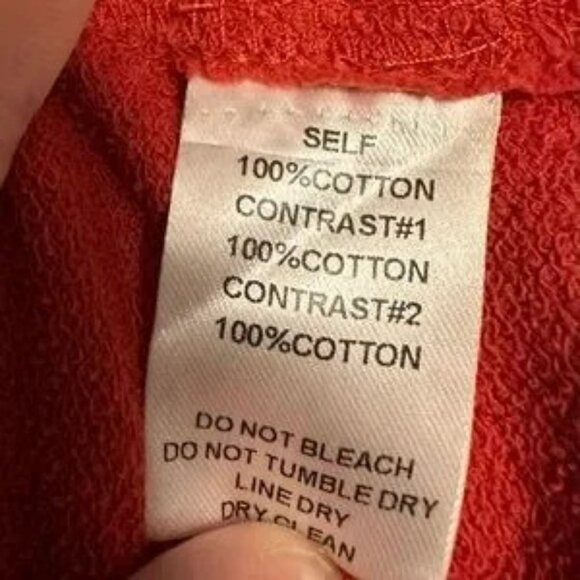 SELF
100%COTTON
CONTRAST#1
100%COTTON
CONTRAST#2
100%COTTON
DO NOT BLEACH
DO NOT TUMBLE DRY
LINE DRY
DRY CLEAN